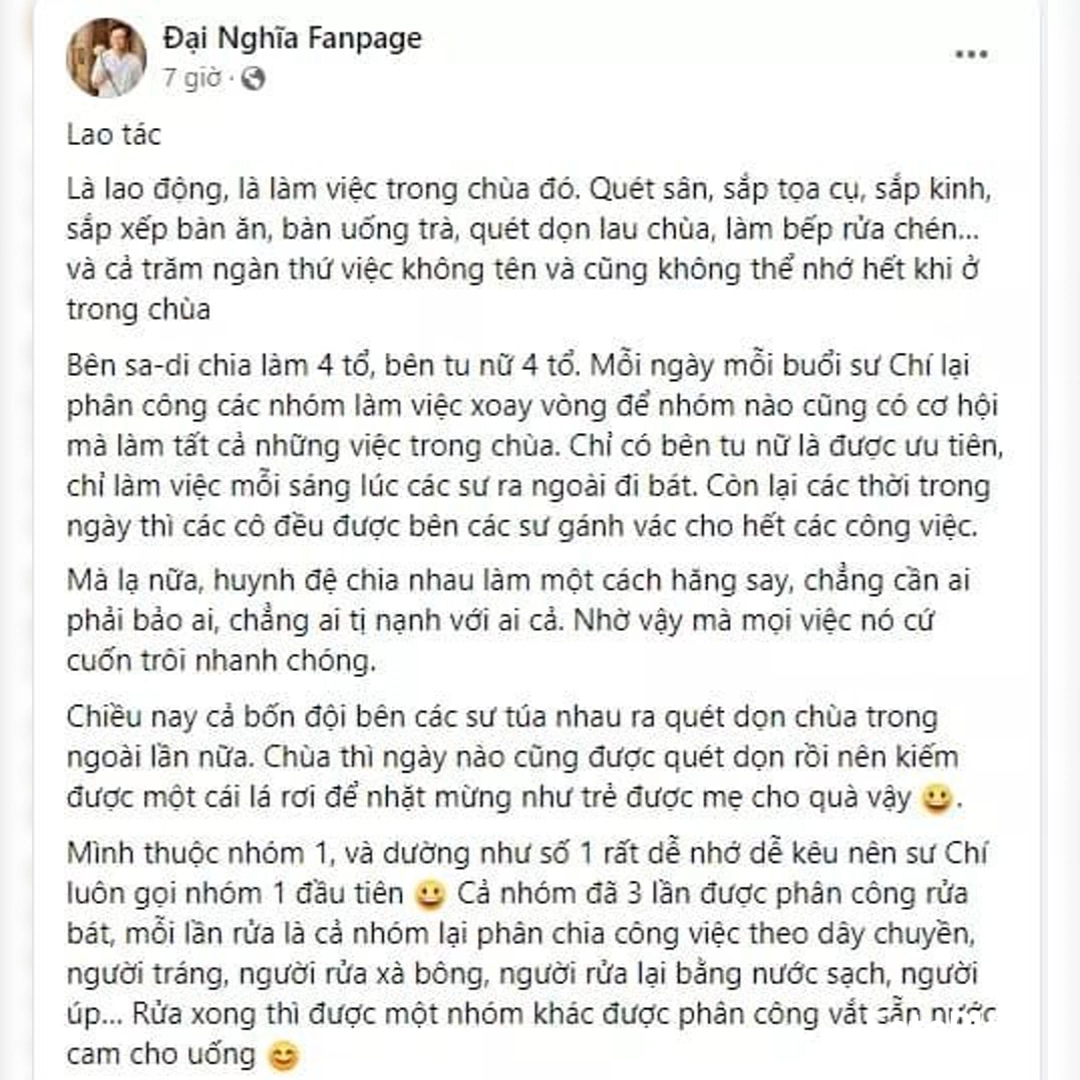 Đại Nghĩa Fanpage
7 giờ ·
Lao tác
Là lao động, là làm việc trong chùa đó. Quét sân, sắp tọa cụ, sắp kinh,
sắp xếp bàn ăn, bàn uống trà, quét dọn lau chùa, làm bếp rửa chén...
và cả trăm ngàn thứ việc không tên và cũng không thể nhớ hết khi ở
trong chùa
Bên sa-di chia làm 4 tổ, bên tu nữ 4 tổ. Mỗi ngày mỗi buổi sư Chí lại
phân công các nhóm làm việc xoay vòng để nhóm nào cũng có cơ hội
mà làm tất cả những việc trong chùa. Chỉ có bên tu nữ là được ưu tiên,
chỉ làm việc mỗi sáng lúc các sư ra ngoài đi bát. Còn lại các thời trong
ngày thì các cô đều được bên các sư gánh vác cho hết các công việc.
Mà lạ nữa, huynh đệ chia nhau làm một cách hăng say, chẳng cần ai
phải bảo ai, chẳng ai tị nạnh với ai cả. Nhờ vậy mà mọi việc nó cứ
cuốn trôi nhanh chóng.
Chiều nay cả bốn đội bên các sư túa nhau ra quét dọn chùa trong
ngoài lần nữa. Chùa thì ngày nào cũng được quét dọn rồi nên kiếm
được một cái lá rơi để nhặt mừng như trẻ được mẹ cho quà vậy 😀.
Mình thuộc nhóm 1, và dường như số 1 rất dễ nhớ dễ kêu nên sư Chí
luôn gọi nhóm 1 đầu tiên 😀 Cả nhóm đã 3 lần được phân công rửa
bát, mỗi lần rửa là cả nhóm lại phân chia công việc theo dây chuyền,
người tráng, người rửa xà bông, người rửa lại bằng nước sạch, người
úp... Rửa xong thì được một nhóm khác được phân công vắt sẵn nước
cam cho uống 😊